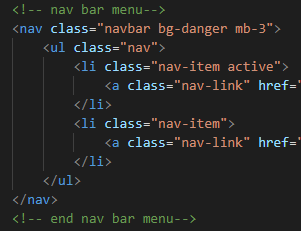 <!-- nav bar menu-->
<nav class="navbar bg-danger mb-3">
<ul class="nav">
<li class="nav-item active">
<a class="nav-link" href="
</li>
<li class="nav-item">
<a class="nav-link" href="
</li>
</ul>
</nav>
<!-- end nav bar menu-->